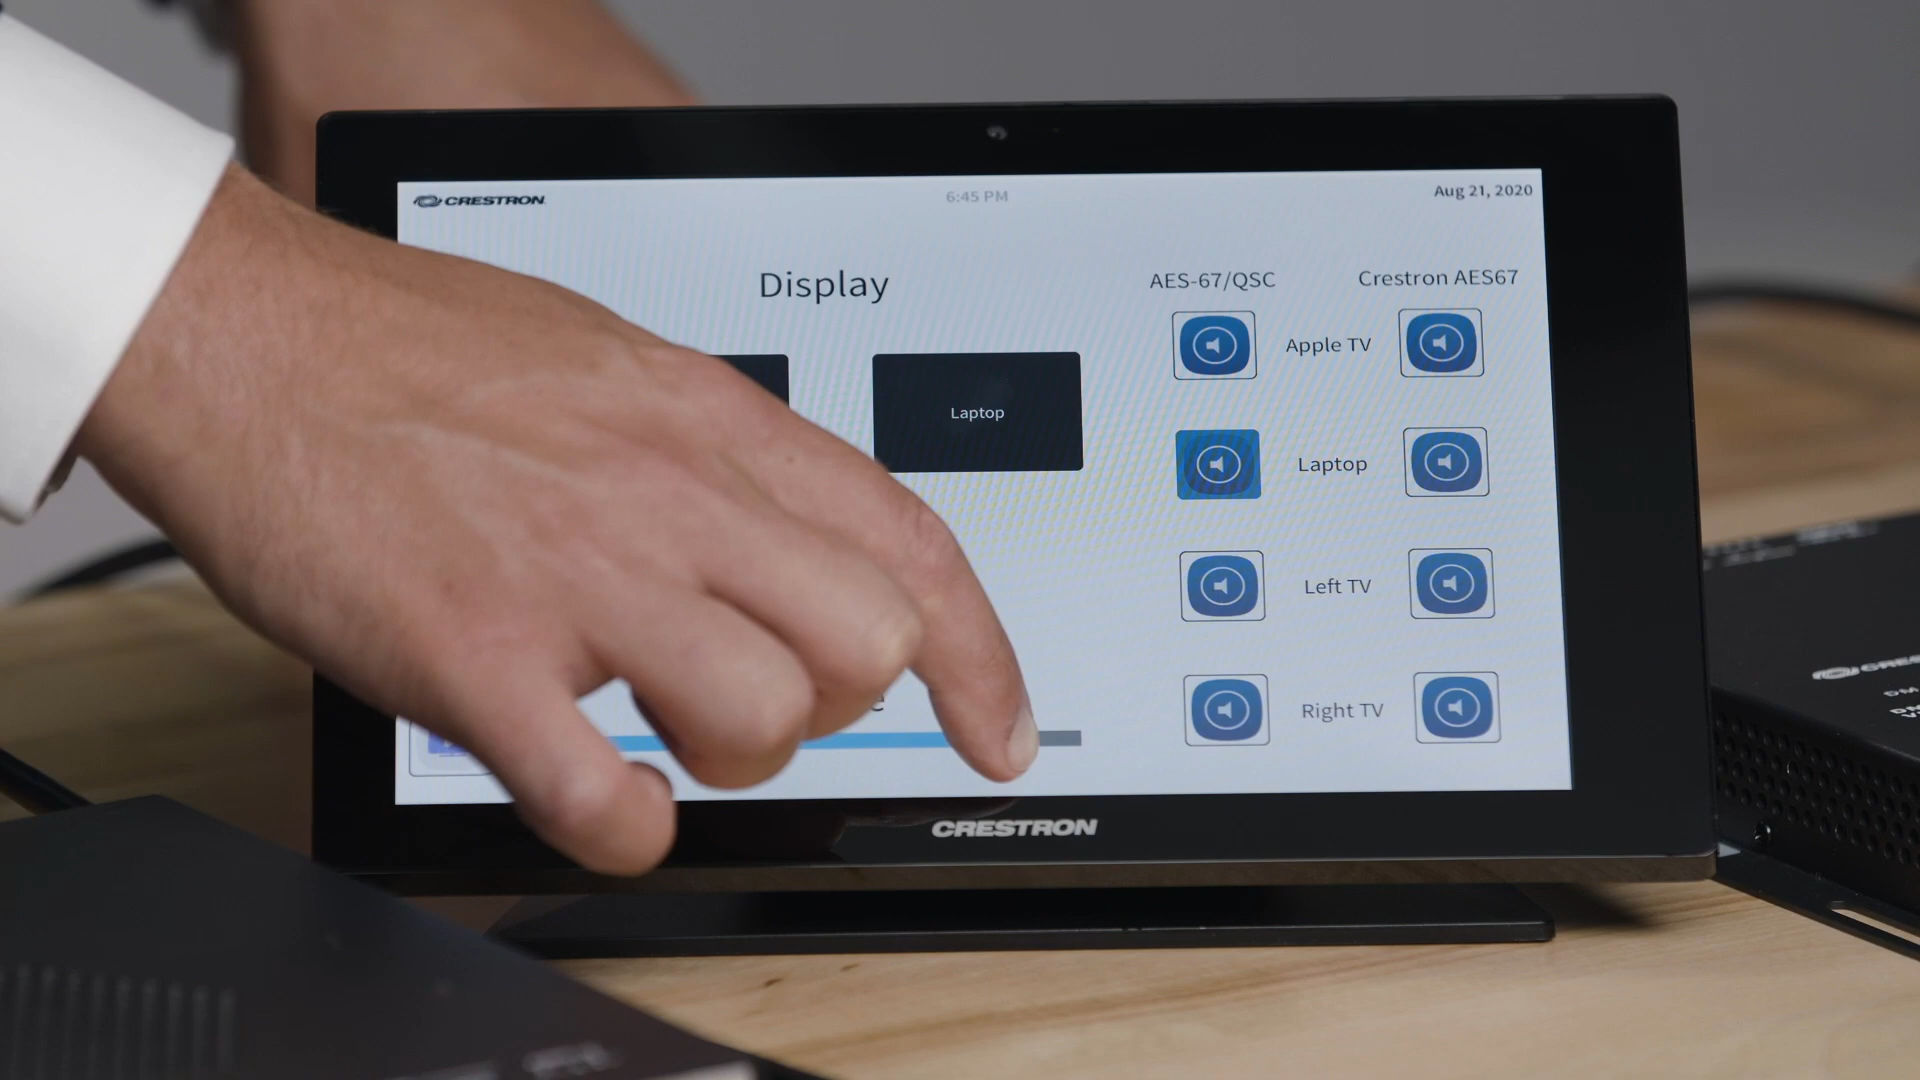 CRESTRON
6:45 PM
Aug 21, 2020
Display
AES-67/QSC
Crestron AES67
Apple TV
Laptop
Laptop
Left TV
Right TV
CRESTRON